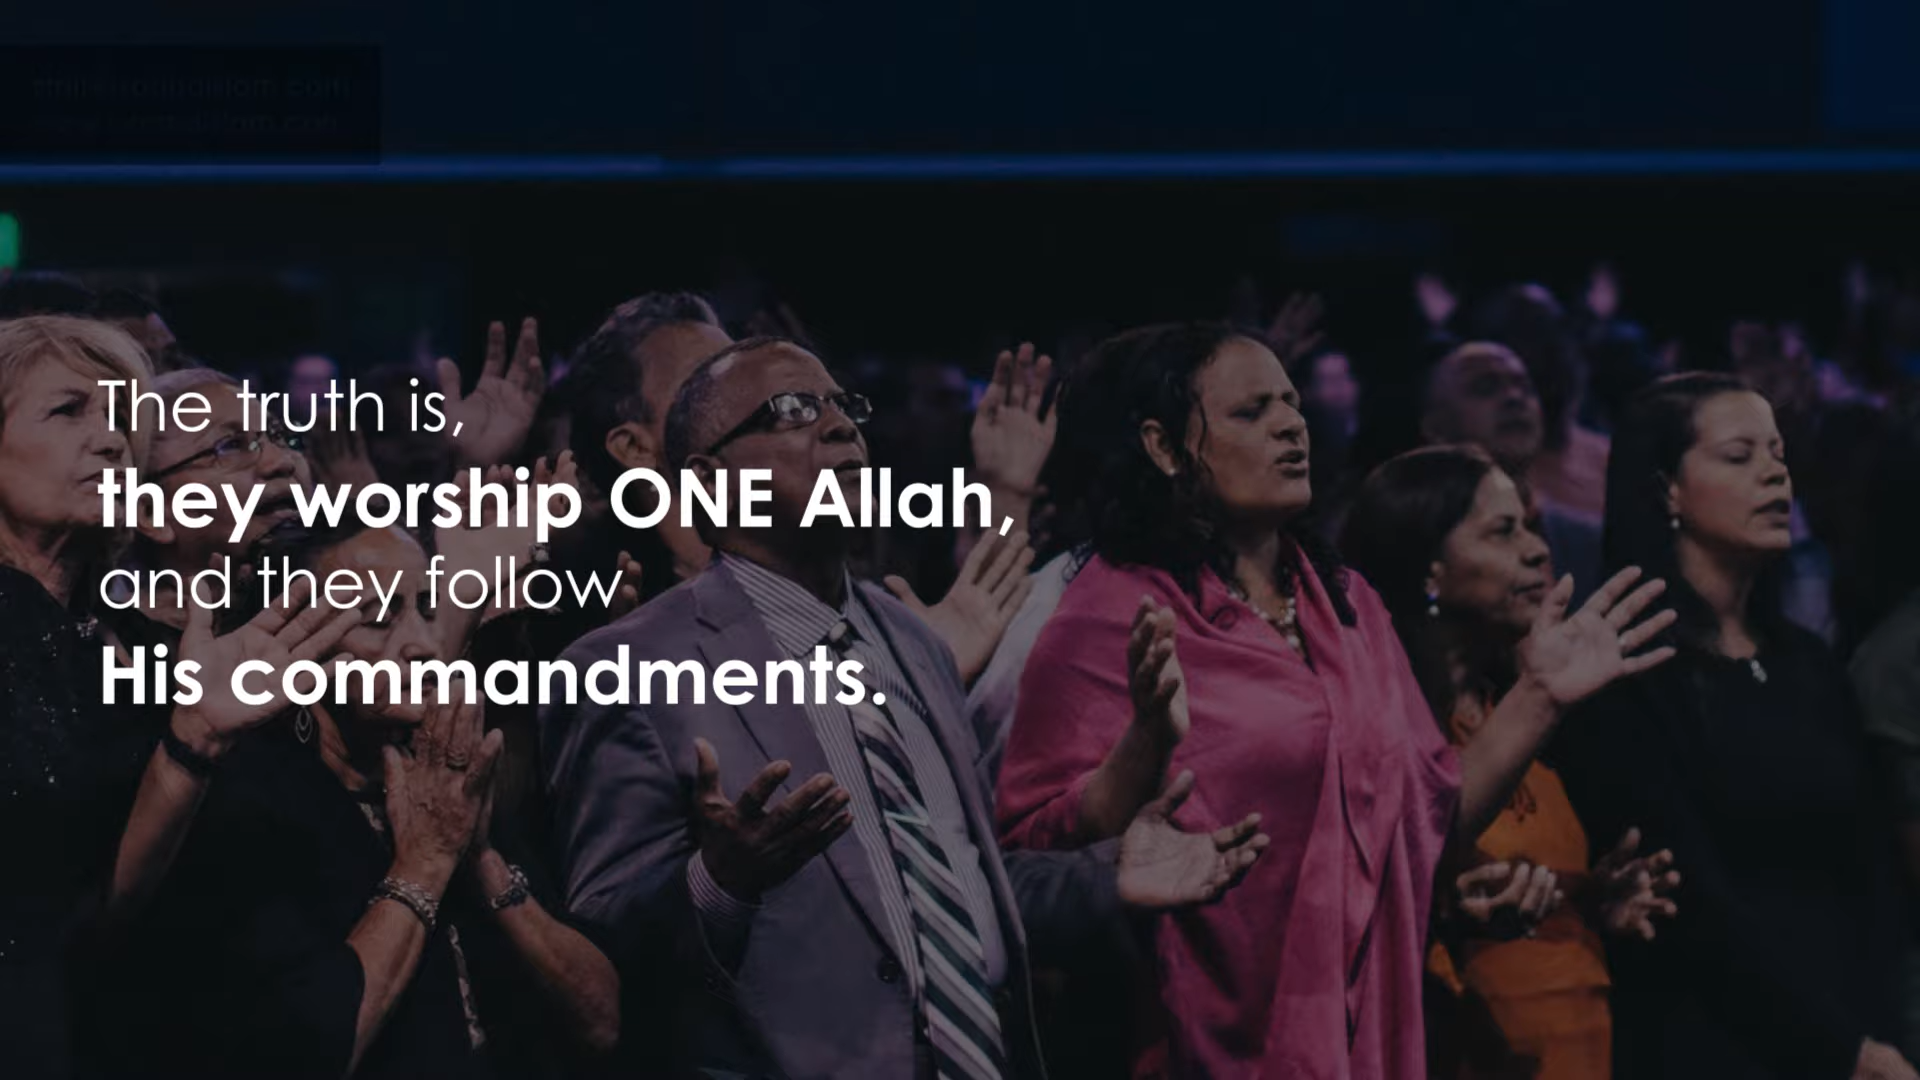 The truth is,
they worship ONE Allah,
and they follow
His commandments.